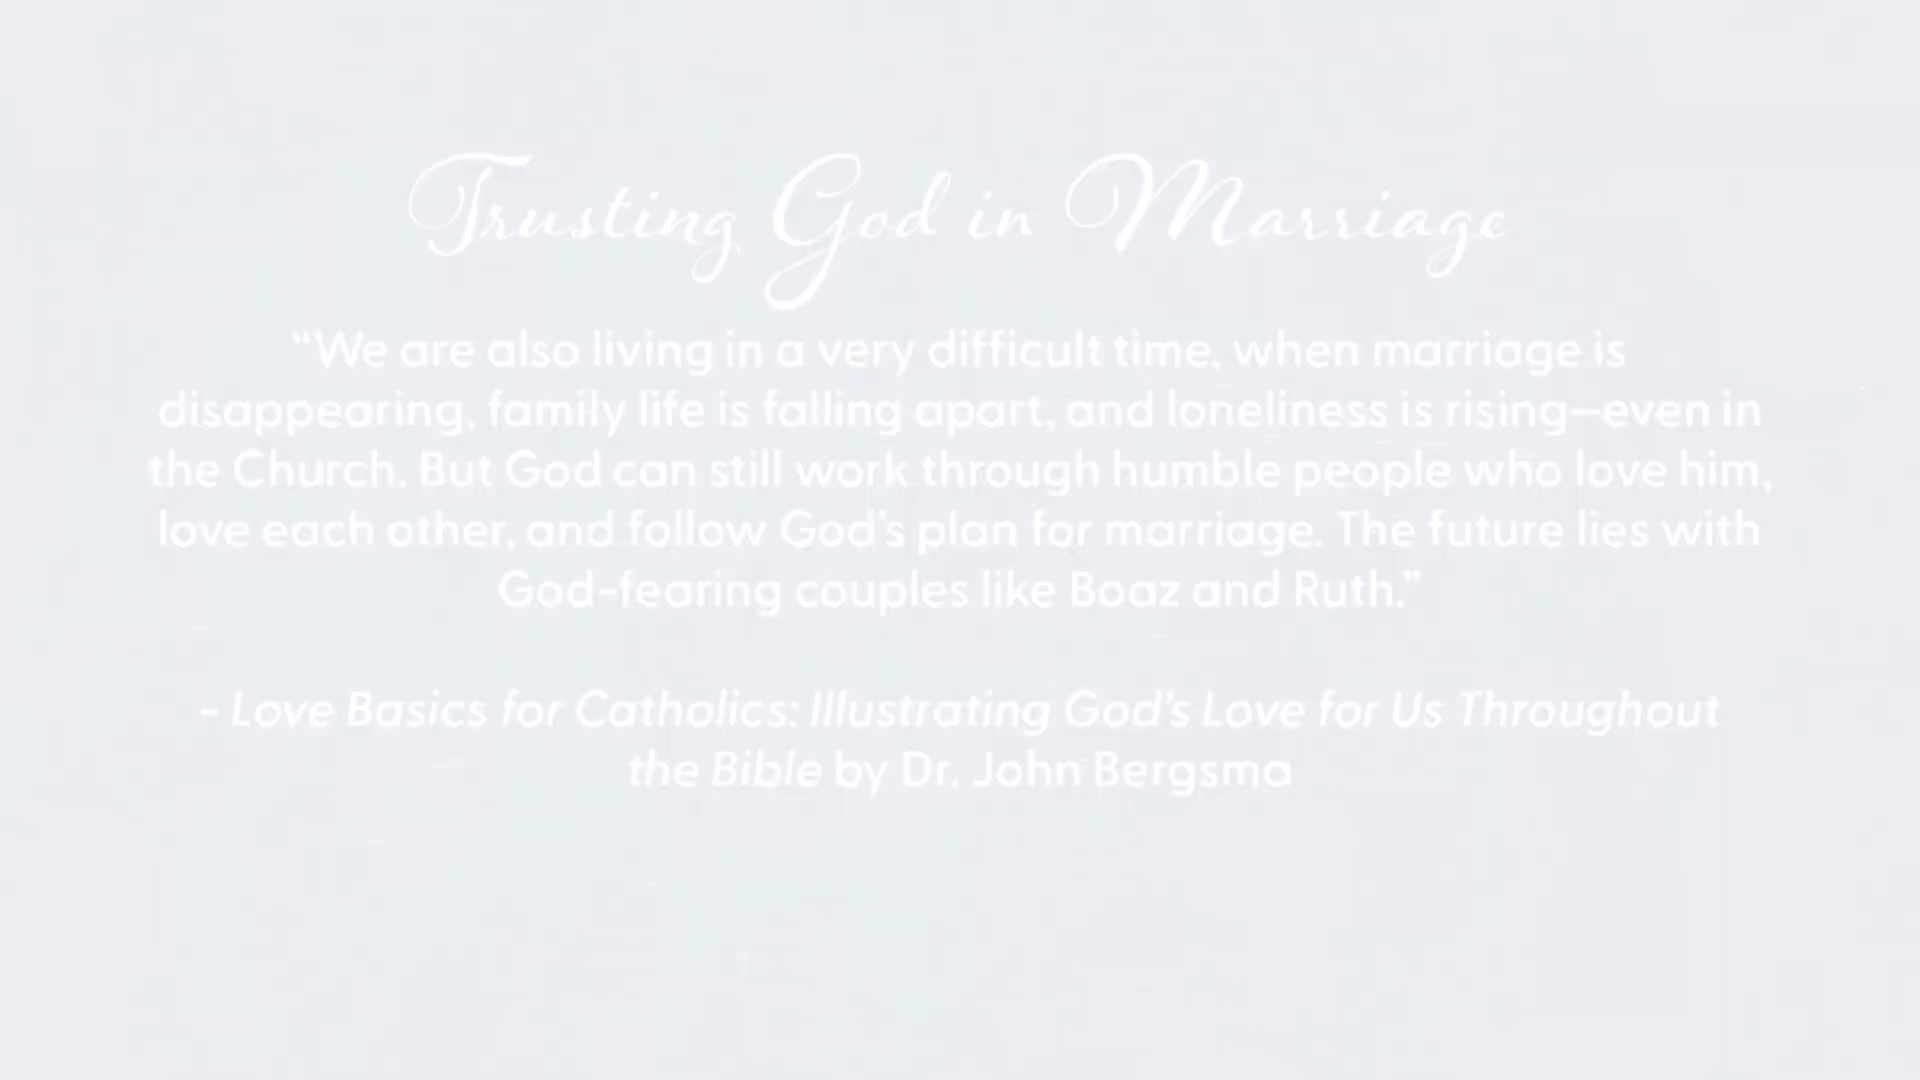 Trusting God in Marriage
“We are also living in a very difficult time, when marriage is
disappearing, family life is falling apart, and loneliness is rising—even in
the Church. But God can still work through humble people who love him,
love each other, and follow God’s plan for marriage. The future lies with
God-fearing couples like Boaz and Ruth.”
- Love Basics for Catholics: Illustrating God’s Love for Us Throughout
the Bible by Dr. John Bergsma